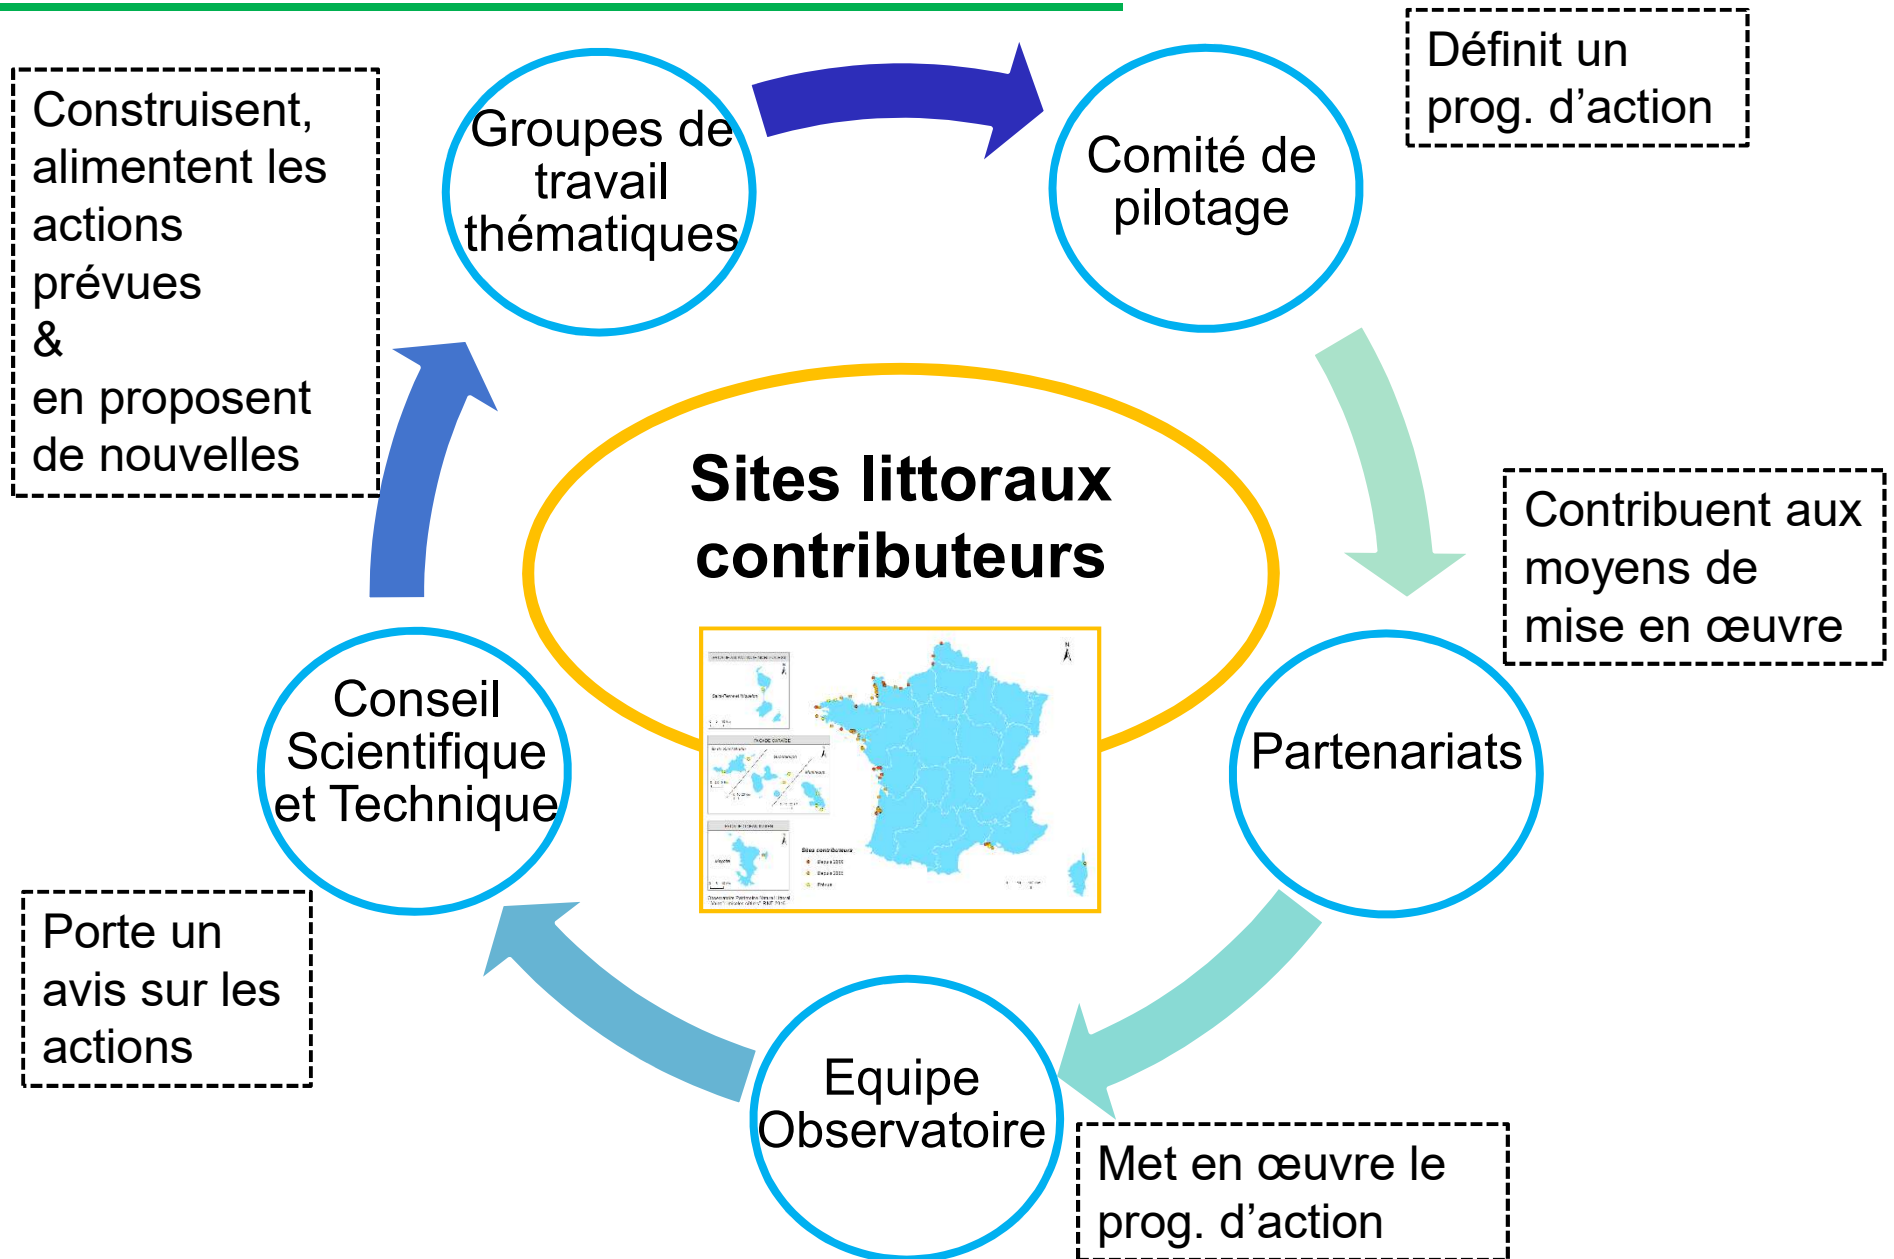 Construisent,
alimentent les
actions
prévues
&
en proposent
de nouvelles
Groupes de
travail
thématiques
Comité de
pilotage
Définit un
prog. d’action
Sites littoraux
contributeurs
Contribuent aux
moyens de
mise en œuvre
Conseil
Scientifique
et Technique
Partenariats
Porte un
avis sur les
actions
Equipe
Observatoire
Met en œuvre le
prog. d’action
Sites contributeurs